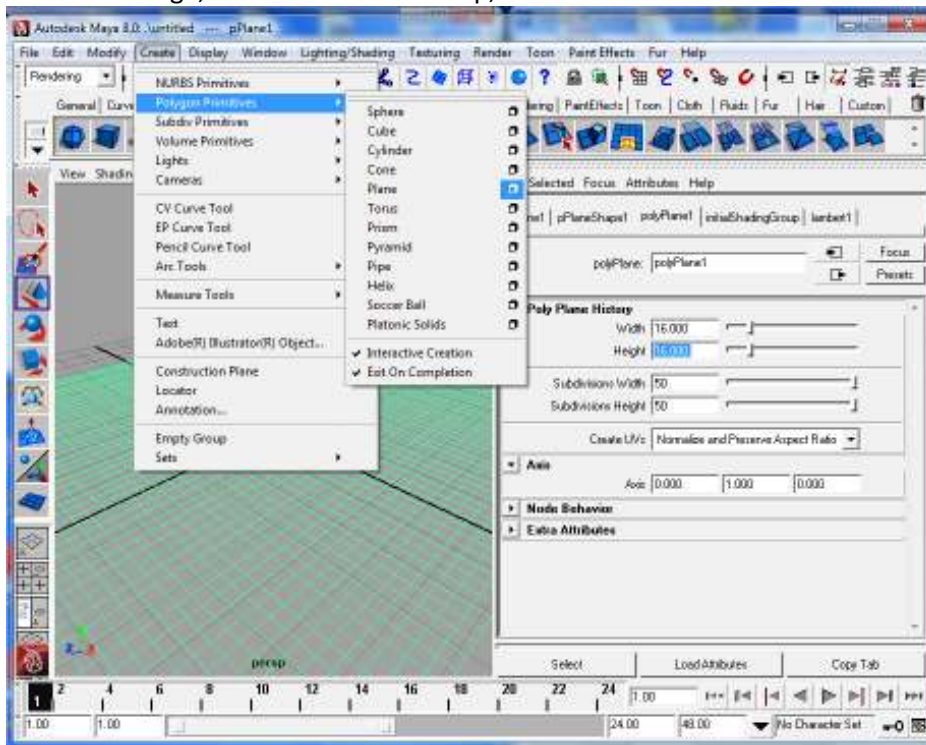 Autodesk Maya 8.0: .\untitled --- pPlane1
File Edit Modify Create Display Window Lighting/Shading Texturing Render Toon Paint Effects Fur Help
Rendering
General Curve
PaintEffects Toon Cloth Fluids Fur Hair Custom
View Shadin
NURBS Primitives
Polygon Primitives
Subdiv Primitives
Volume Primitives
Lights
Cameras
CV Curve Tool
EP Curve Tool
Pencil Curve Tool
Arc Tools
Measure Tools
Text
Adobe(R) Illustrator(R) Object...
Construction Plane
Locator
Annotation...
Empty Group
Sets
Sphere
Cube
Cylinder
Cone
Plane
Torus
Prism
Pyramid
Pipe
Helix
Soccer Ball
Platonic Solids
Interactive Creation
Exit On Completion
Selected Focus Attributes Help
pPlaneShape1 polyPlane1 initialShadingGroup lambert1
polyPlane: polyPlane1
Focus
Presets
Poly Plane History
Width 16.000
Height 16.000
Subdivisions Width 50
Subdivisions Height 50
Create UVs Normalize and Preserve Aspect Ratio
Axis
Axis 0.000 1.000 0.000
Node Behavior
Extra Attributes
persp
Select Load Attributes Copy Tab
1 2 4 6 8 10 12 14 16 18 20 22 24 1.00
1.00 1.00 24.00 48.00 No Character Set